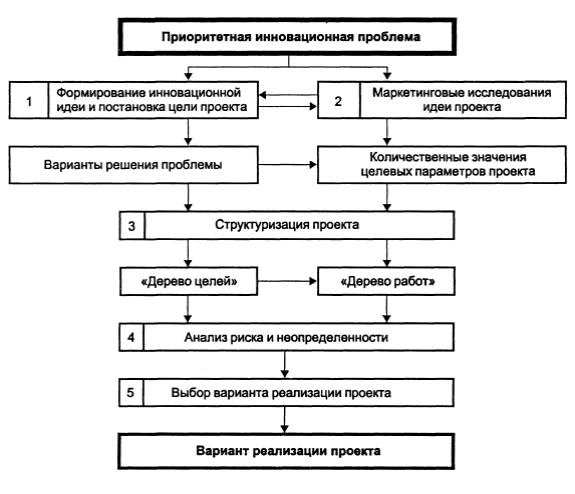 Приоритетная инновационная проблема
1
Формирование инновационной
идеи и постановка цели проекта
2
Маркетинговые исследования
идеи проекта
Варианты решения проблемы
Количественные значения
целевых параметров проекта
3
Структуризация проекта
«Дерево целей»
«Дерево работ»
4
Анализ риска и неопределенности
5
Выбор варианта реализации проекта
Вариант реализации проекта